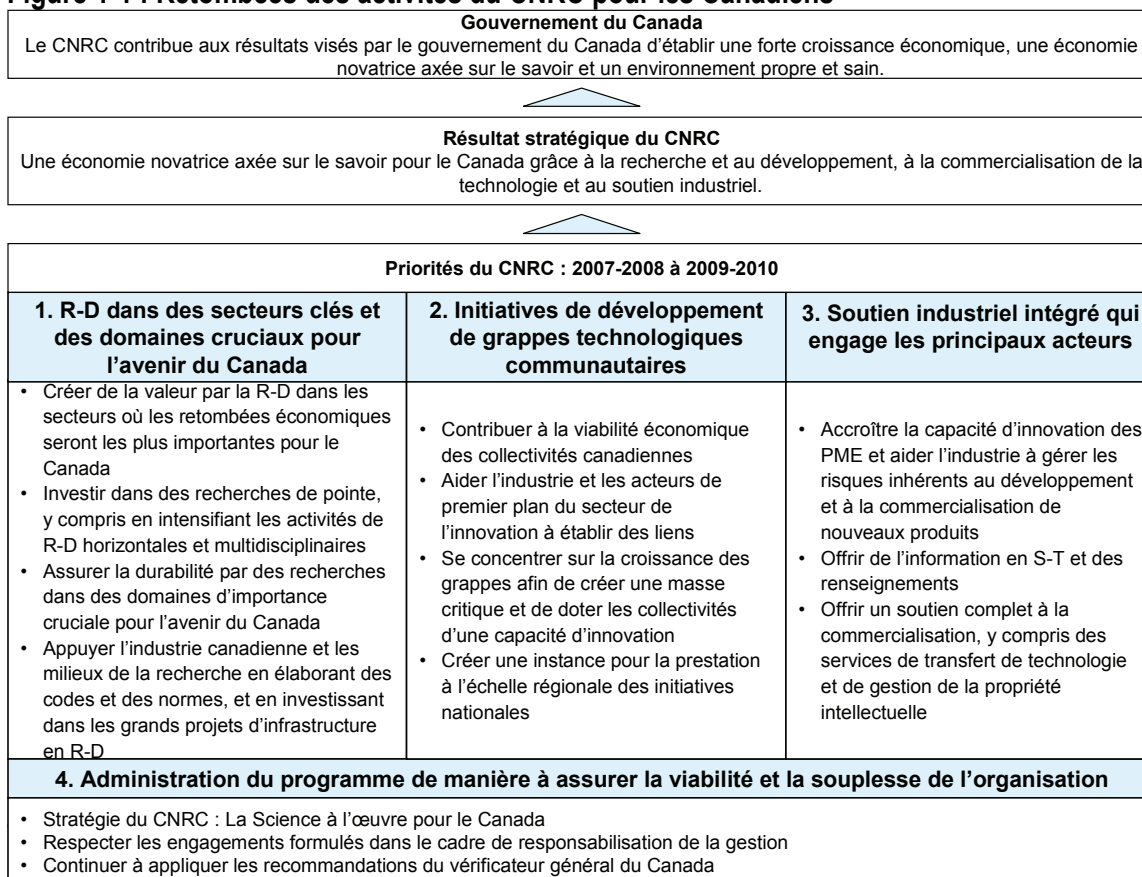 Figure 1-1 : Retombées des activités du CNRC pour les Canadiens
Gouvernement du Canada
Le CNRC contribue aux résultats visés par le gouvernement du Canada d’établir une forte croissance économique, une économie
novatrice axée sur le savoir et un environnement propre et sain.
Résultat stratégique du CNRC
Une économie novatrice axée sur le savoir pour le Canada grâce à la recherche et au développement, à la commercialisation de la
technologie et au soutien industriel.
Priorités du CNRC : 2007-2008 à 2009-2010
1. R-D dans des secteurs clés et
des domaines cruciaux pour
l’avenir du Canada
• Créer de la valeur par la R-D dans les
secteurs où les retombées économiques
seront les plus importantes pour le
Canada
• Investir dans des recherches de pointe,
y compris en intensifiant les activités de
R-D horizontales et multidisciplinaires
• Assurer la durabilité par des recherches
dans des domaines d’importance
cruciale pour l’avenir du Canada
• Appuyer l’industrie canadienne et les
milieux de la recherche en élaborant des
codes et des normes, et en investissant
dans les grands projets d’infrastructure
en R-D
2. Initiatives de développement
de grappes technologiques
communautaires
• Contribuer à la viabilité économique
des collectivités canadiennes
• Aider l’industrie et les acteurs de
premier plan du secteur de
l’innovation à établir des liens
• Se concentrer sur la croissance des
grappes afin de créer une masse
critique et de doter les collectivités
d’une capacité d’innovation
• Créer une instance pour la prestation
à l’échelle régionale des initiatives
nationales
3. Soutien industriel intégré qui
engage les principaux acteurs
• Accroître la capacité d’innovation des
PME et aider l’industrie à gérer les
risques inhérents au développement
et à la commercialisation de
nouveaux produits
• Offrir de l’information en S-T et des
renseignements
• Offrir un soutien complet à la
commercialisation, y compris des
services de transfert de technologie
et de gestion de la propriété
intellectuelle
4. Administration du programme de manière à assurer la viabilité et la souplesse de l’organisation
• Stratégie du CNRC : La Science à l’œuvre pour le Canada
• Respecter les engagements formulés dans le cadre de responsabilisation de la gestion
• Continuer à appliquer les recommandations du vérificateur général du Canada